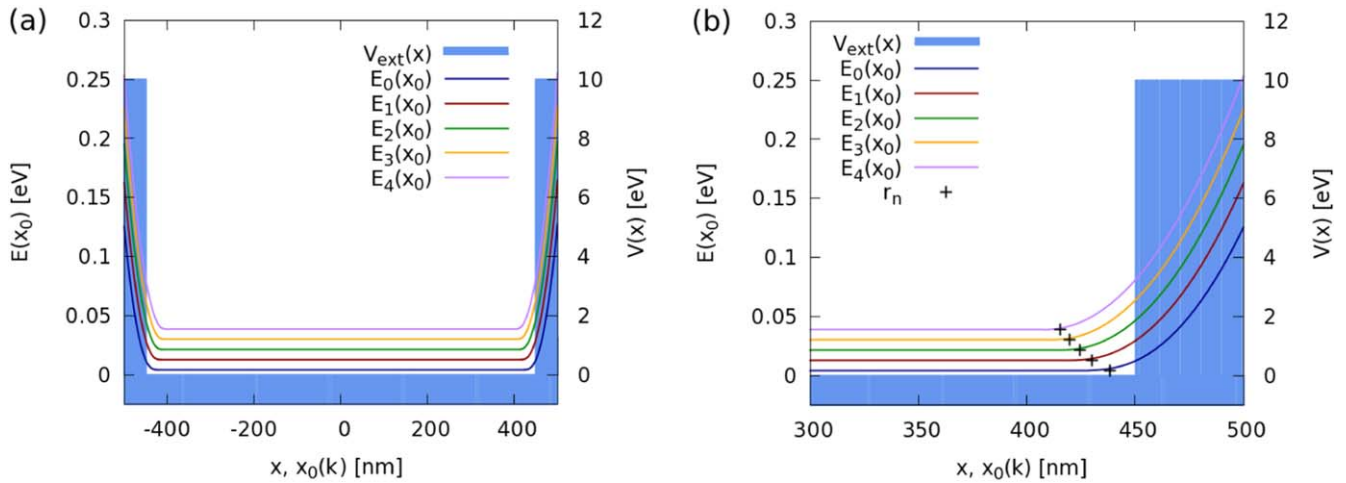 (a)
0.3
0.25
0.2
0.15
0.1
0.05
0
E(x₀) [eV]
12
10
8
6
4
2
0
V(x) [eV]
V_ext(x)
E₀(x₀)
E₁(x₀)
E₂(x₀)
E₃(x₀)
E₄(x₀)
-400 -200 0 200 400
x, x₀(k) [nm]
(b)
0.3
0.25
0.2
0.15
0.1
0.05
0
E(x₀) [eV]
12
10
8
6
4
2
0
V(x) [eV]
V_ext(x)
E₀(x₀)
E₁(x₀)
E₂(x₀)
E₃(x₀)
E₄(x₀)
rₙ
300 350 400 450 500
x, x₀(k) [nm]